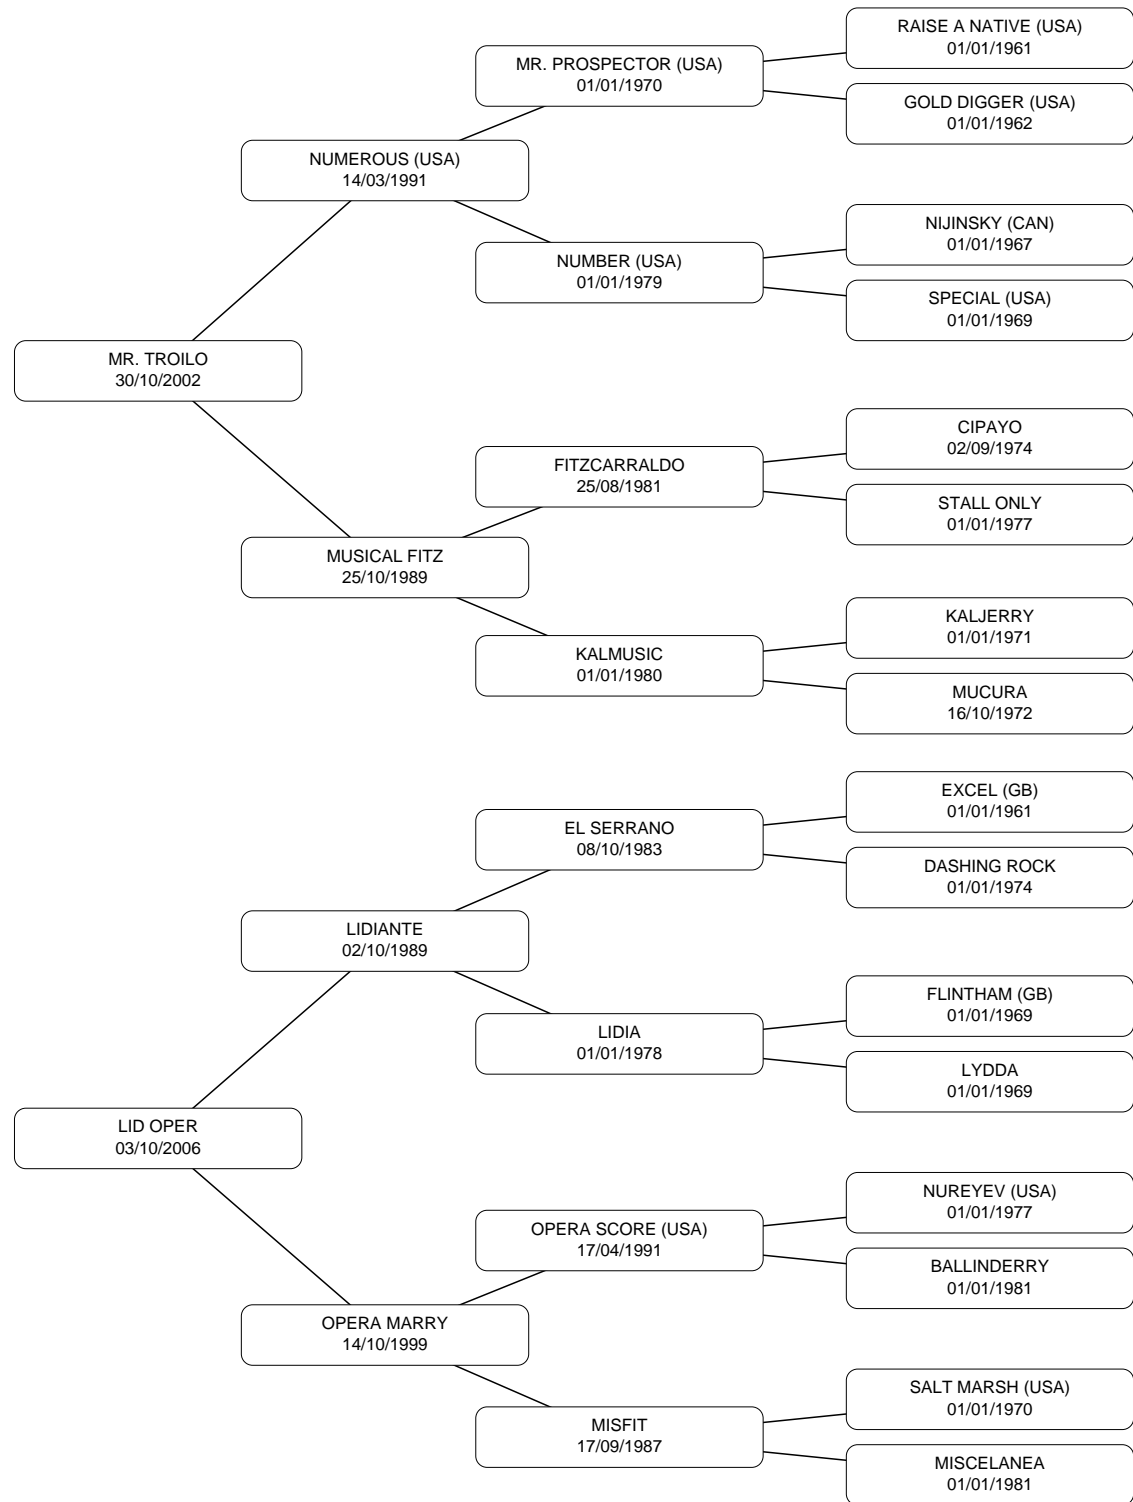 RAISE A NATIVE (USA)
01/01/1961
MR. PROSPECTOR (USA)
01/01/1970
GOLD DIGGER (USA)
01/01/1962
NUMEROUS (USA)
14/03/1991
NIJINSKY (CAN)
01/01/1967
NUMBER (USA)
01/01/1979
SPECIAL (USA)
01/01/1969
MR. TROILO
30/10/2002
CIPAYO
02/09/1974
FITZCARRALDO
25/08/1981
STALL ONLY
01/01/1977
MUSICAL FITZ
25/10/1989
KALJERRY
01/01/1971
KALMUSIC
01/01/1980
MUCURA
16/10/1972
EXCEL (GB)
01/01/1961
EL SERRANO
08/10/1983
DASHING ROCK
01/01/1974
LIDIANTE
02/10/1989
FLINTHAM (GB)
01/01/1969
LIDIA
01/01/1978
LYDDA
01/01/1969
LID OPER
03/10/2006
NUREYEV (USA)
01/01/1977
OPERA SCORE (USA)
17/04/1991
BALLINDERRY
01/01/1981
OPERA MARRY
14/10/1999
SALT MARSH (USA)
01/01/1970
MISFIT
17/09/1987
MISCELANEA
01/01/1981